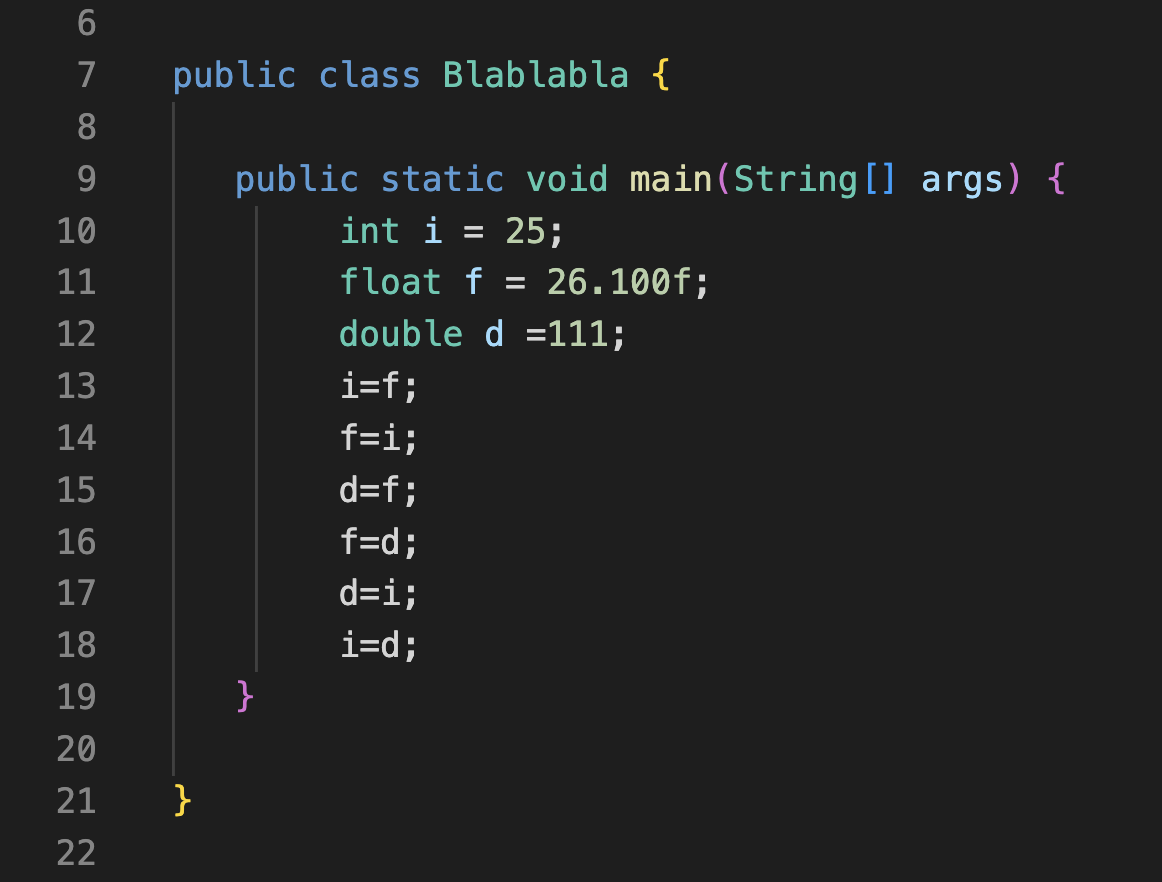 6
7 public class Blablabla {
8
9 public static void main(String[] args) {
10 int i = 25;
11 float f = 26.100f;
12 double d =111;
13 i=f;
14 f=i;
15 d=f;
16 f=d;
17 d=i;
18 i=d;
19 }
20
21 }
22